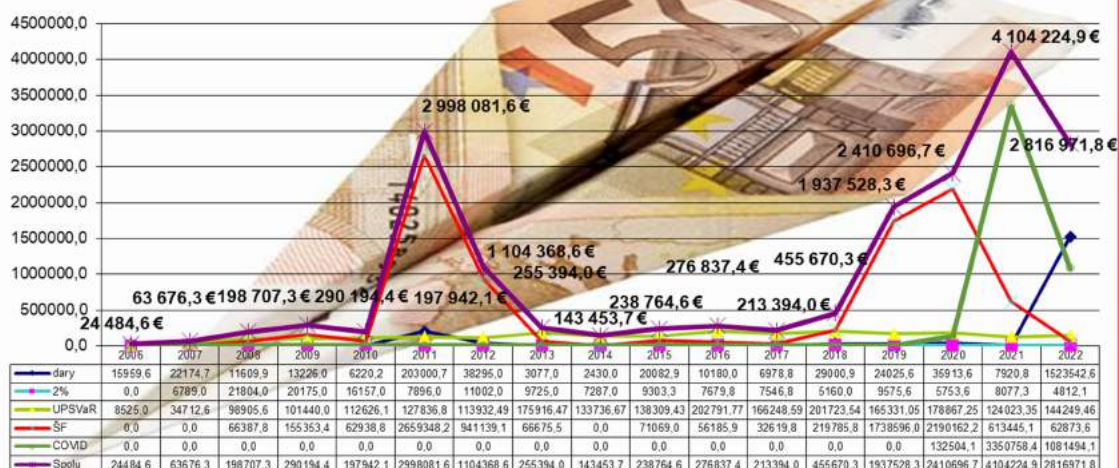 4500000,0
4 104 224,9 €
4000000,0
3500000,0
2 998 081,6 €
3000000,0
2 410 696,7 €
2 816 971,8 €
2500000,0
1 937 528,3 €
2000000,0
1500000,0
1 104 368,6 €
276 837,4 €
455 670,3 €
1000000,0
255 394,0 €
63 676,3 € 198 707,3 € 290 194,4 € 197 942,1 €
238 764,6 €
213 394,0 €
500000,0
24 484,6 €
143 453,7 €
0,0
2006 2007 2008 2009 2010 2011 2012 2013 2014 2015 2016 2017 2018 2019 2020 2021 2022
dary 15959,6 22174,7 11609,9 13226,0 6220,2 203000,7 38295,0 3077,0 2430,0 20082,9 10180,0 6978,8 29000,9 24025,6 35913,6 7920,8 1523542,6
2% 0,0 6789,0 21804,0 20175,0 16157,0 7896,0 11002,0 9725,0 7287,0 9303,3 7679,8 7546,8 5160,0 9575,6 5753,6 8077,3 4812,1
UPSVaR 8525,0 34712,6 98905,6 101440,0 112626,1 127836,8 113932,49 175916,47 133736,67 138309,43 202791,77 166248,59 201723,54 165331,05 178867,25 124023,35 144249,46
ŠF 0,0 0,0 66387,8 155353,4 62938,8 2659348,2 941139,1 66675,5 0,0 71069,0 56185,9 32619,8 219785,8 1738596,0 2190162,2 613445,1 62873,6
COVID 0,0 0,0 0,0 0,0 0,0 0,0 0,0 0,0 0,0 0,0 0,0 0,0 0,0 0,0 132504,1 3350758,4 1081494,1
Spolu 24484,6 63676,3 198707,3 290194,4 197942,1 2998081,6 1104368,6 255394,0 143453,7 238764,6 276837,4 213394,0 455670,3 1937528,3 2410696,7 4104224,9 2816971,8